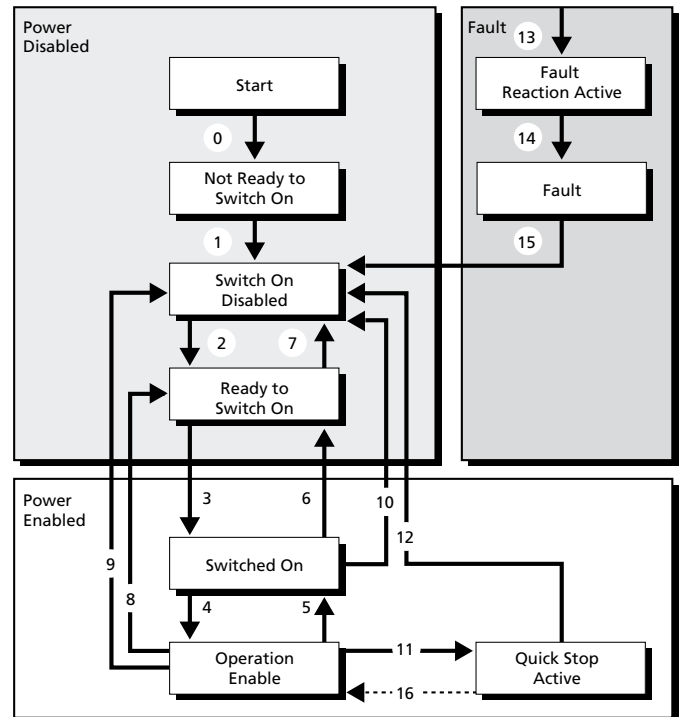 Power
Disabled
Fault
13
Start
Fault
Reaction Active
0
14
Not Ready to
Switch On
Fault
1
15
Switch On
Disabled
2
7
Ready to
Switch On
Power
Enabled
3
6
10
12
9
Switched On
8
4
5
11
Operation
Enable
Quick Stop
Active
16